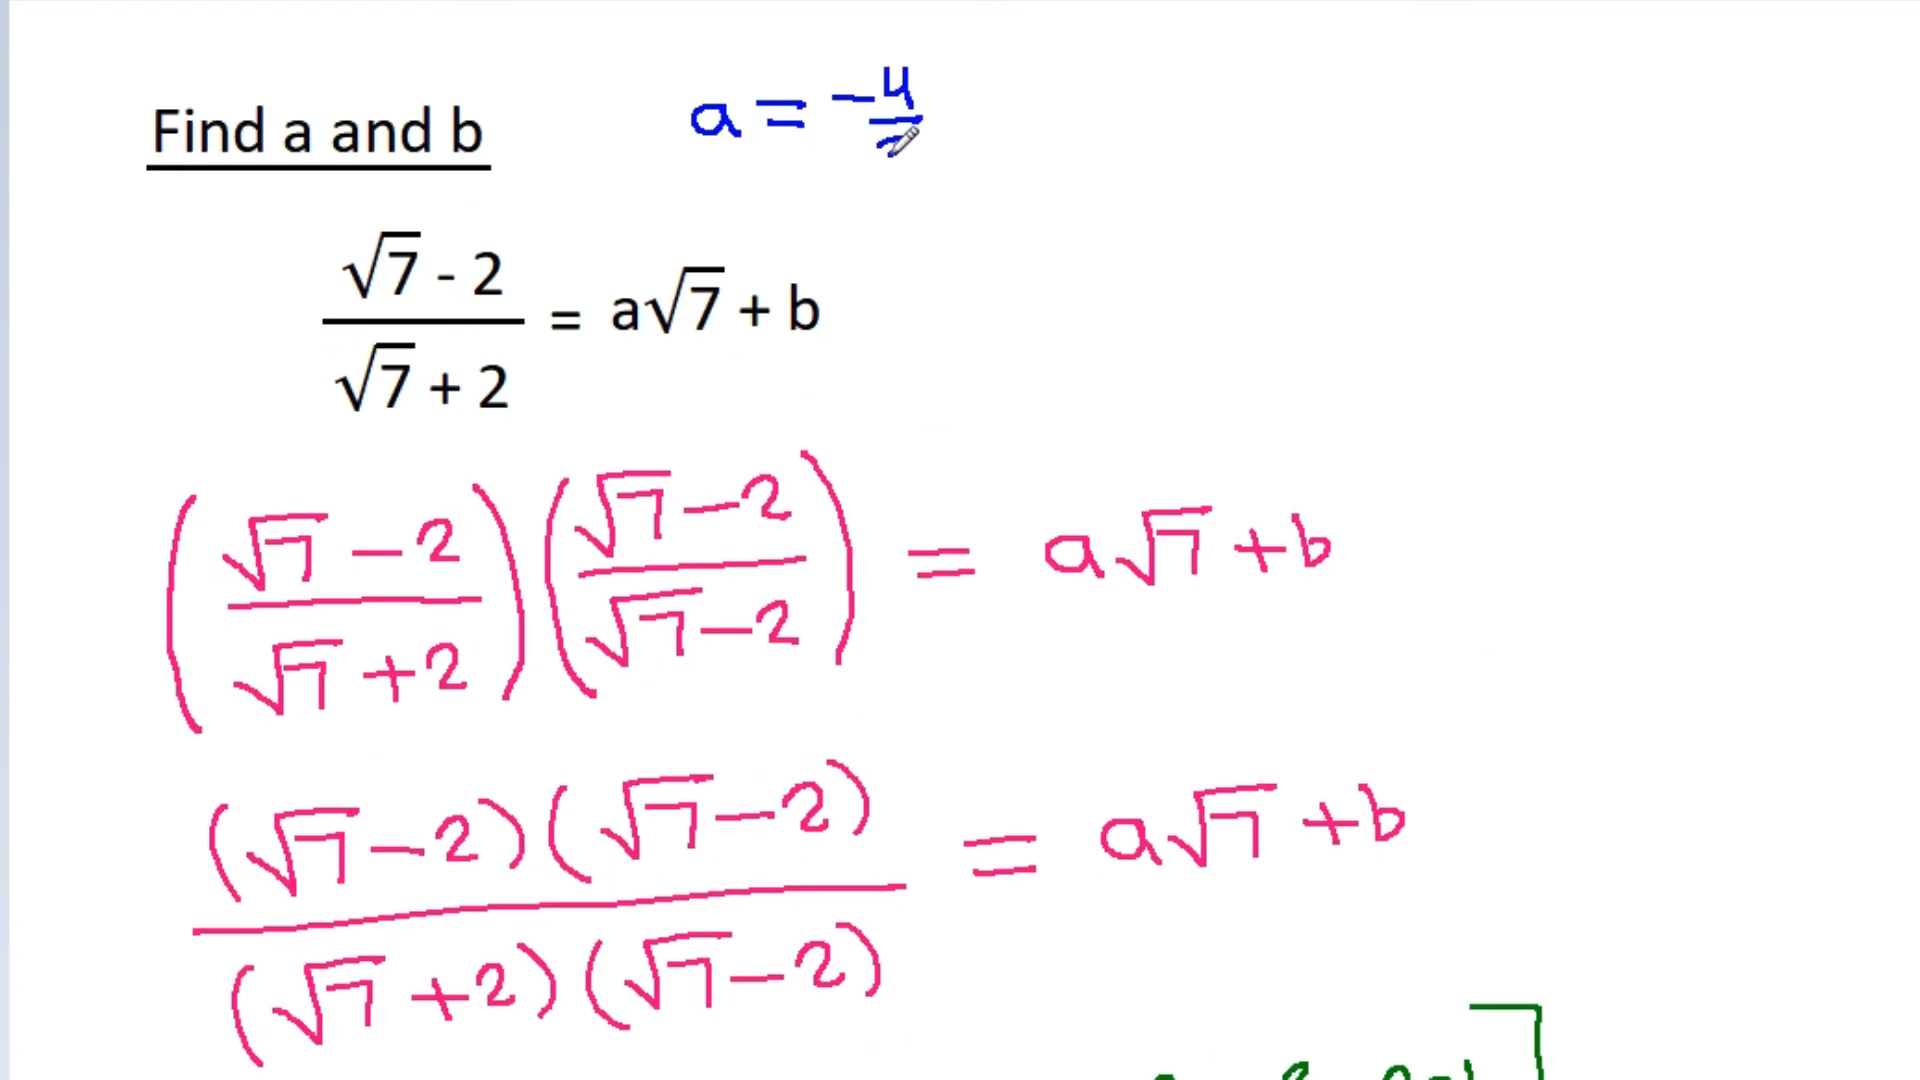 Find a and b
a = -4/
(√7 - 2)/(√7 + 2) = a√7 + b
((√7 - 2)/(√7 + 2))((√7 - 2)/(√7 - 2)) = a√7 + b
((√7 - 2)(√7 - 2))/((√7 + 2)(√7 - 2)) = a√7 + b